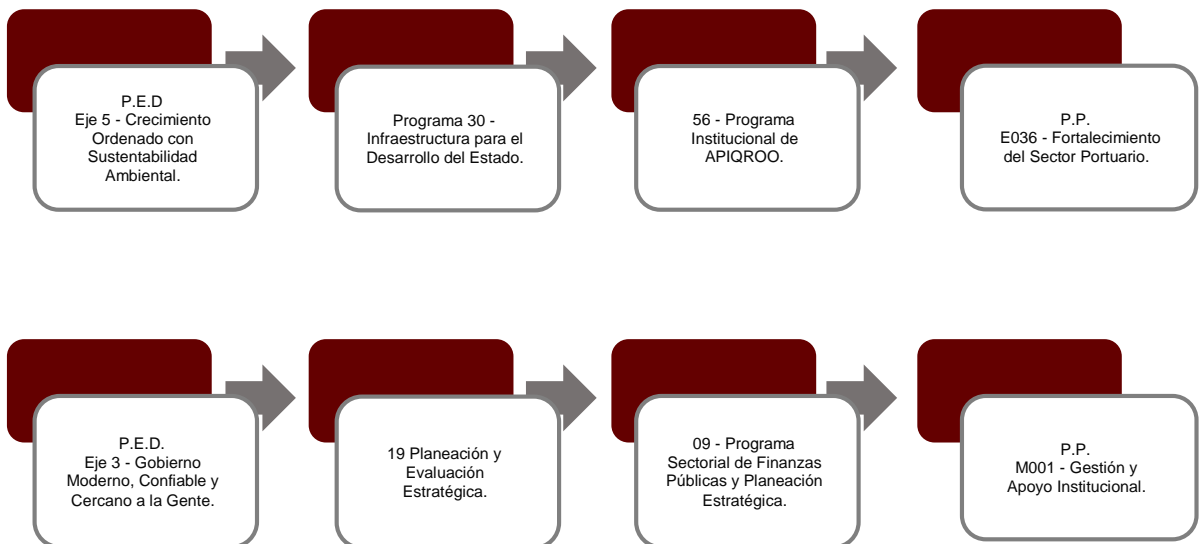 P.E.D
Eje 5 - Crecimiento
Ordenado con
Sustentabilidad
Ambiental.
Programa 30 -
Infraestructura para el
Desarrollo del Estado.
56 - Programa
Institucional de
APIQROO.
P.P.
E036 - Fortalecimiento
del Sector Portuario.
P.E.D.
Eje 3 - Gobierno
Moderno, Confiable y
Cercano a la Gente.
19 Planeación y
Evaluación
Estratégica.
09 - Programa
Sectorial de Finanzas
Públicas y Planeación
Estratégica.
P.P.
M001 - Gestión y
Apoyo Institucional.